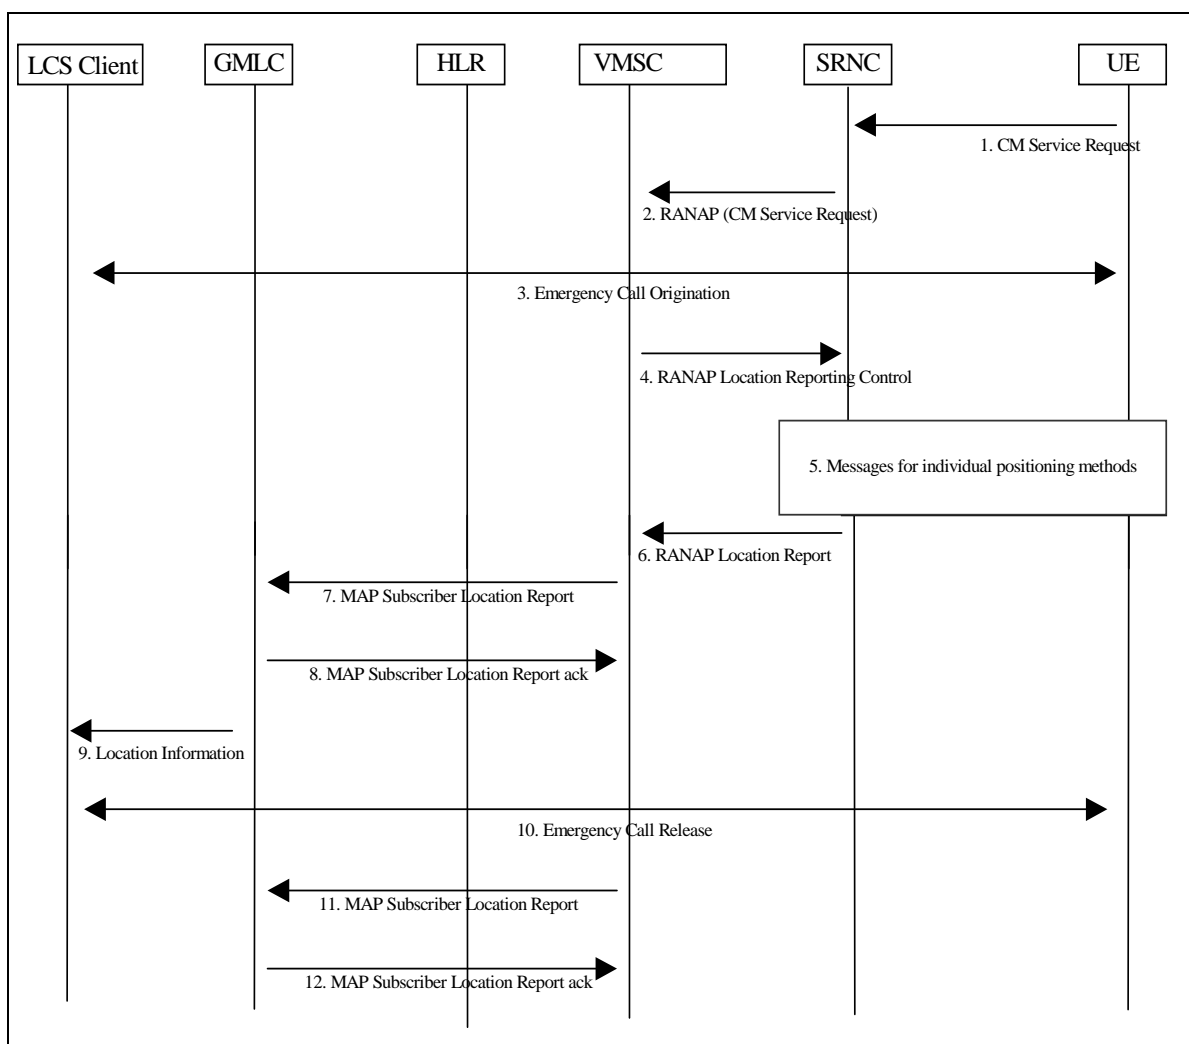 LCS Client
GMLC
HLR
VMSC
SRNC
UE
1. CM Service Request
2. RANAP (CM Service Request)
3. Emergency Call Origination
4. RANAP Location Reporting Control
5. Messages for individual positioning methods
6. RANAP Location Report
7. MAP Subscriber Location Report
8. MAP Subscriber Location Report ack
9. Location Information
10. Emergency Call Release
11. MAP Subscriber Location Report
12. MAP Subscriber Location Report ack